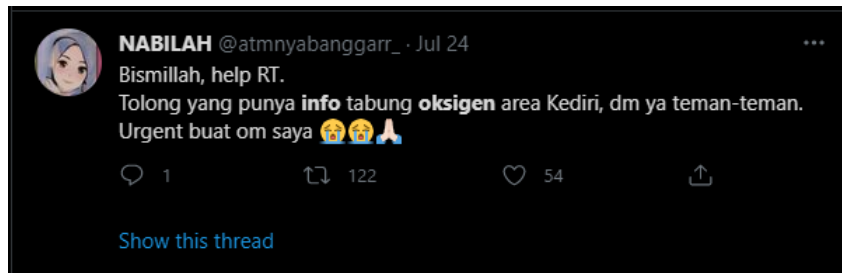 NABILAH @atmnyabanggarr_ · Jul 24
Bismillah, help RT.
Tolong yang punya info tabung oksigen area Kediri, dm ya teman-teman.
Urgent buat om saya 😭😭🙏🏻
1 122 54
Show this thread